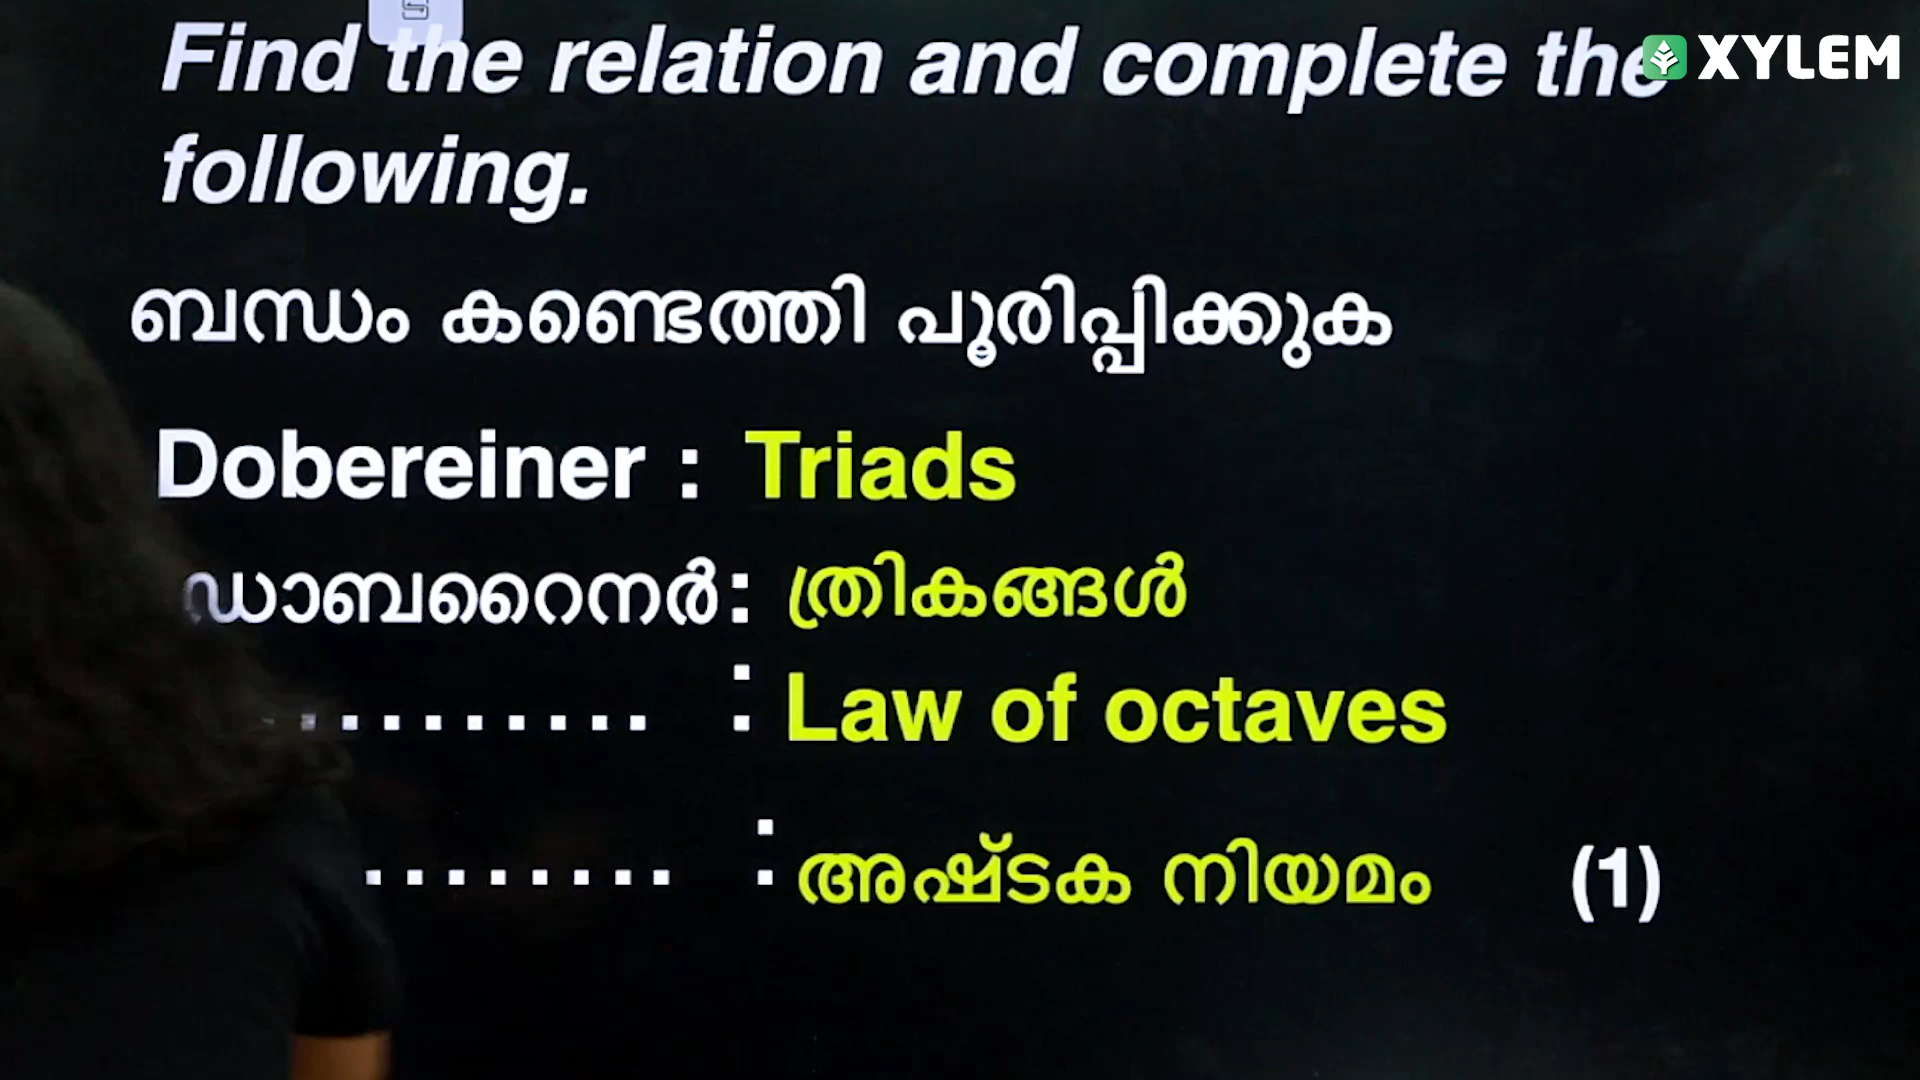 Find the relation and complete the
XYLEM
following.
ബന്ധം കണ്ടെത്തി പൂരിപ്പിക്കുക
Dobereiner : Triads
ഡാബറൈനർ : ത്രികങ്ങൾ
.......... : Law of octaves
........ : അഷ്ടക നിയമം (1)